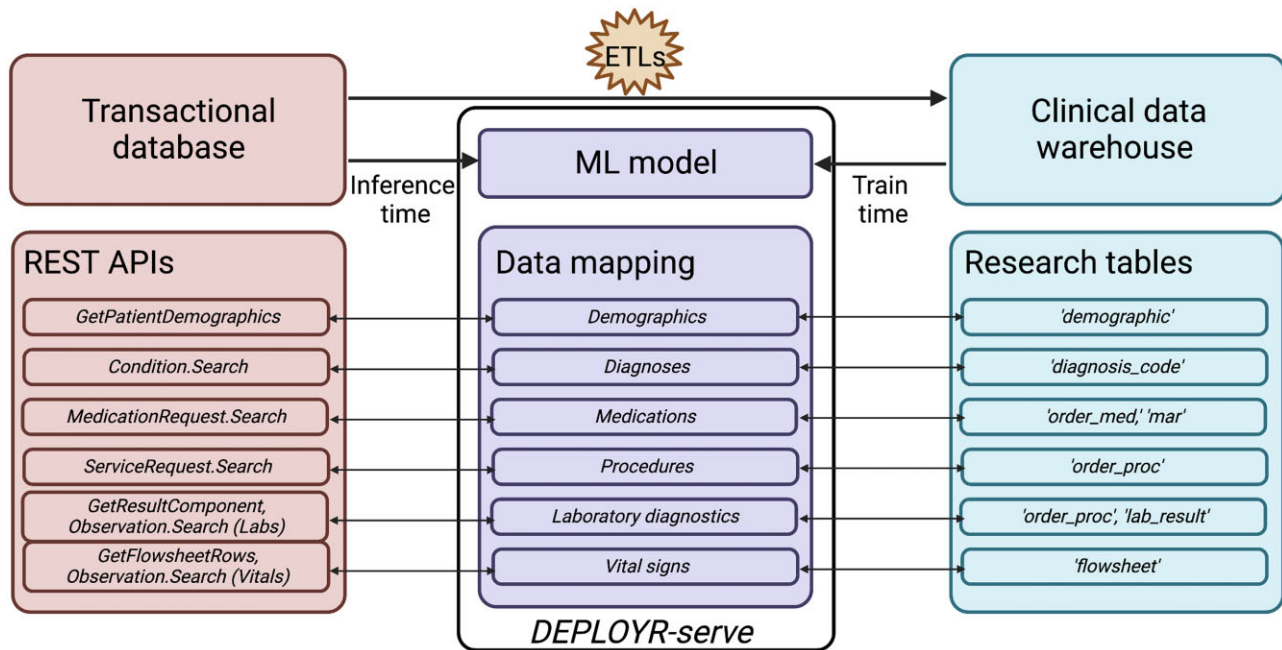 ETLs
Transactional
database
ML model
Clinical data
warehouse
Inference
time
Train
time
REST APIs
GetPatientDemographics
Condition.Search
MedicationRequest.Search
ServiceRequest.Search
GetResultComponent,
Observation.Search (Labs)
GetFlowsheetRows,
Observation.Search (Vitals)
Data mapping
Demographics
Diagnoses
Medications
Procedures
Laboratory diagnostics
Vital signs
DEPLOYR-serve
Research tables
'demographic'
'diagnosis_code'
'order_med,' 'mar'
'order_proc'
'order_proc', 'lab_result'
'flowsheet'